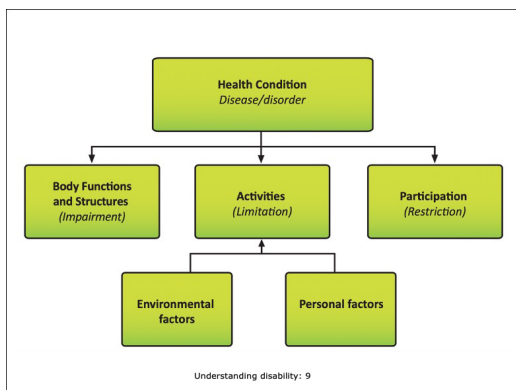 Health Condition
Disease/disorder
Body Functions
and Structures
(Impairment)
Activities
(Limitation)
Participation
(Restriction)
Environmental
factors
Personal factors
Understanding disability: 9